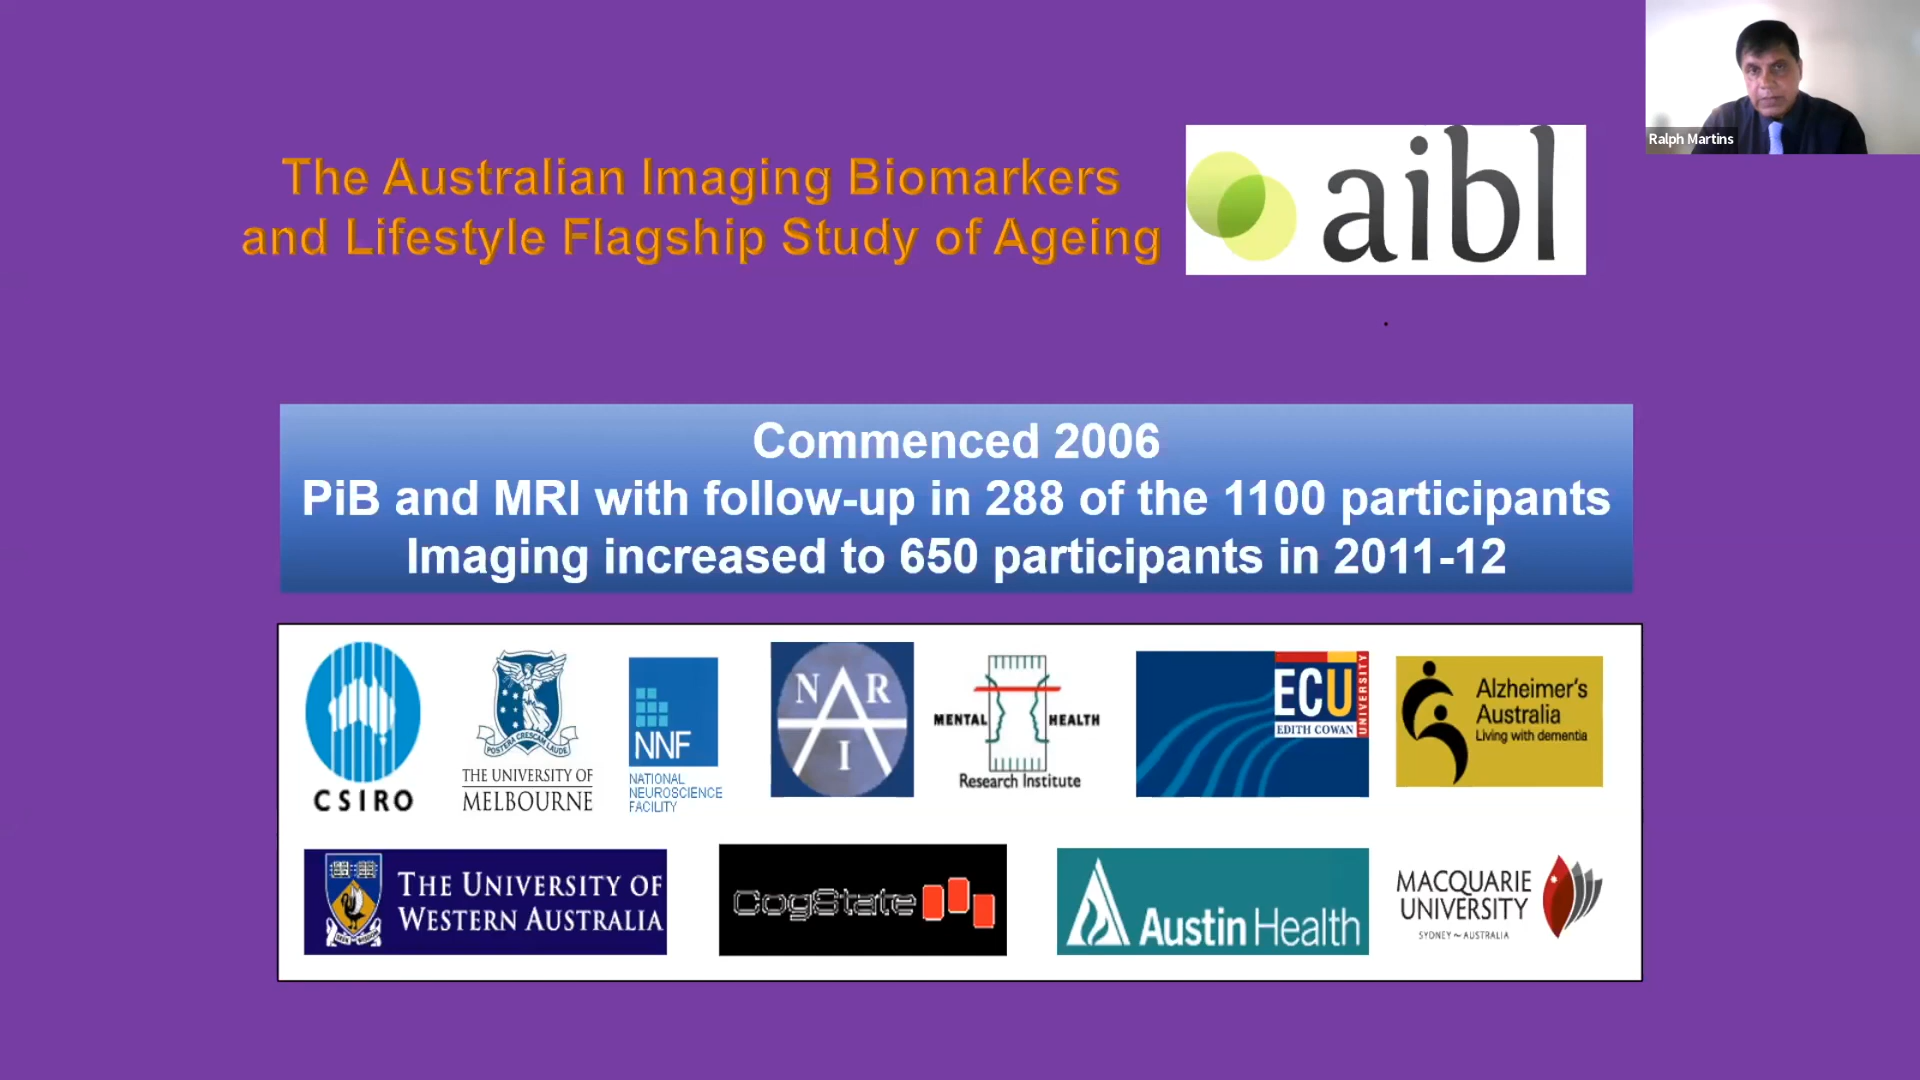 The Australian Imaging Biomarkers
and Lifestyle Flagship Study of Ageing
aibl
Ralph Martins
Commenced 2006
PiB and MRI with follow-up in 288 of the 1100 participants
Imaging increased to 650 participants in 2011-12
CSIRO
POSTERA CRESCAM LAUDE
THE UNIVERSITY OF
MELBOURNE
NNF
NATIONAL
NEUROSCIENCE
FACILITY
N A R
I
MENTAL HEALTH
Research Institute
ECU
EDITH COWAN
UNIVERSITY
Alzheimer's
Australia
Living with dementia
THE UNIVERSITY OF
WESTERN AUSTRALIA
CogState
Austin Health
MACQUARIE
UNIVERSITY
SYDNEY ~ AUSTRALIA